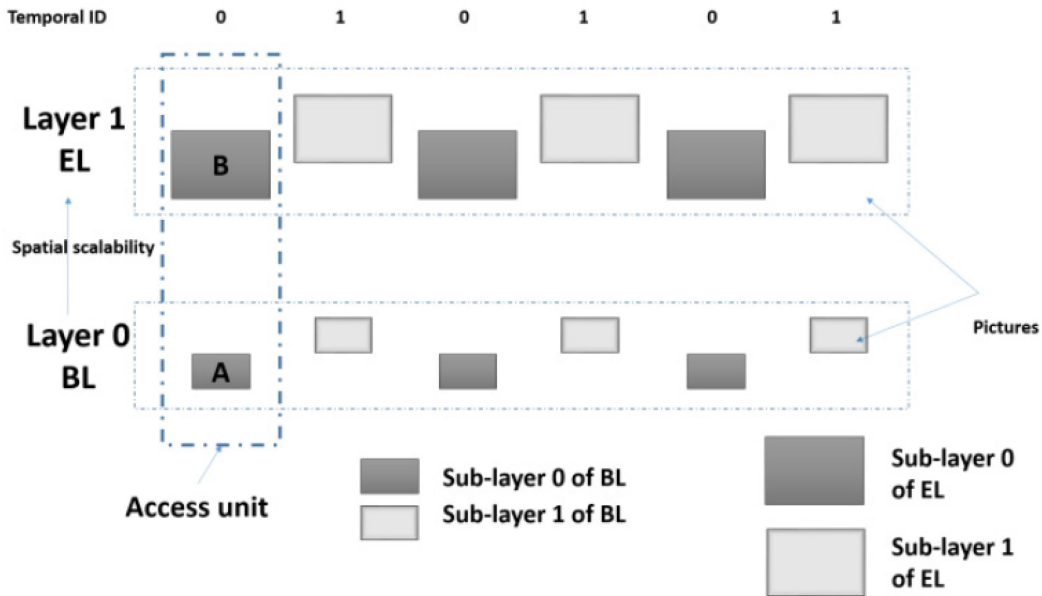 Temporal ID 0 1 0 1 0 1
Layer 1
EL
B
Spatial scalability
Layer 0
BL
A
Pictures
Access unit
Sub-layer 0 of BL
Sub-layer 1 of BL
Sub-layer 0
of EL
Sub-layer 1
of EL